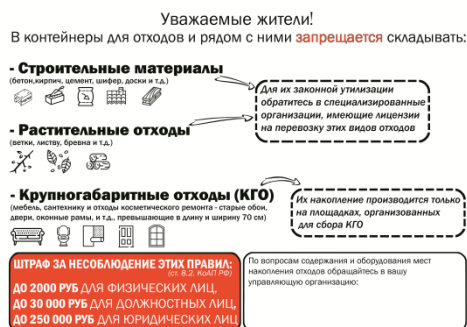 Уважаемые жители!
В контейнеры для отходов и рядом с ними запрещается складывать:
- Строительные материалы
(бетон,кирпич, цемент, шифер, доски и т.д.)
Для их законной утилизации
обратитесь в специализированные
организации, имеющие лицензии
на перевозку этих видов отходов
- Растительные отходы
(ветки, листву, бревна и т.д.)
- Крупногабаритные отходы (КГО)
(мебель, сантехнику и отходы косметического ремонта - старые обои,
двери, оконные рамы, и т.д., превышающие в длину и ширину 70 см)
Их накопление производится только
на площадках, организованных
для сбора КГО
ШТРАФ ЗА НЕСОБЛЮДЕНИЕ ЭТИХ ПРАВИЛ:
(ст. 8.2. КоАП РФ)
ДО 2000 РУБ ДЛЯ ФИЗИЧЕСКИХ ЛИЦ,
ДО 30 000 РУБ ДЛЯ ДОЛЖНОСТНЫХ ЛИЦ,
ДО 250 000 РУБ ДЛЯ ЮРИДИЧЕСКИХ ЛИЦ
По вопросам содержания и оборудования мест
накопления отходов обращайтесь в вашу
управляющую организацию: